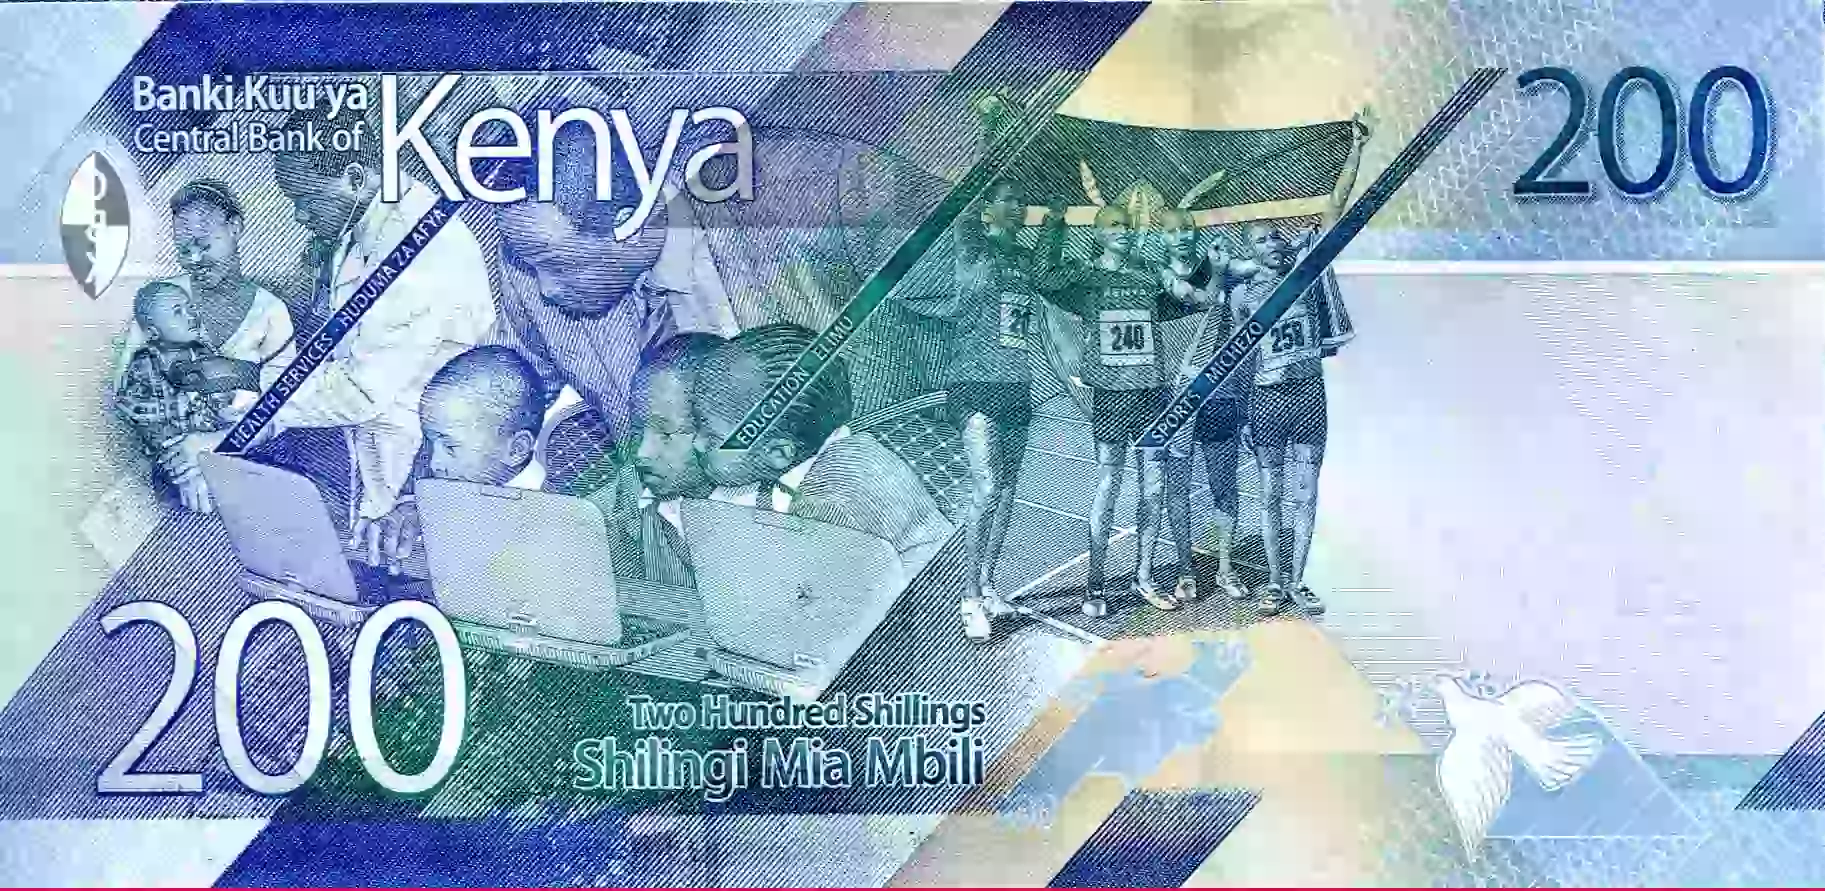 Banki Kuu ya
Central Bank of
Kenya
200
HEALTH SERVICES HUDUMA ZA AFYA
EDUCATION ELIMU
SPORTS MICHEZO
KENYA
240
258
200
Two Hundred Shillings
Shilingi Mia Mbili